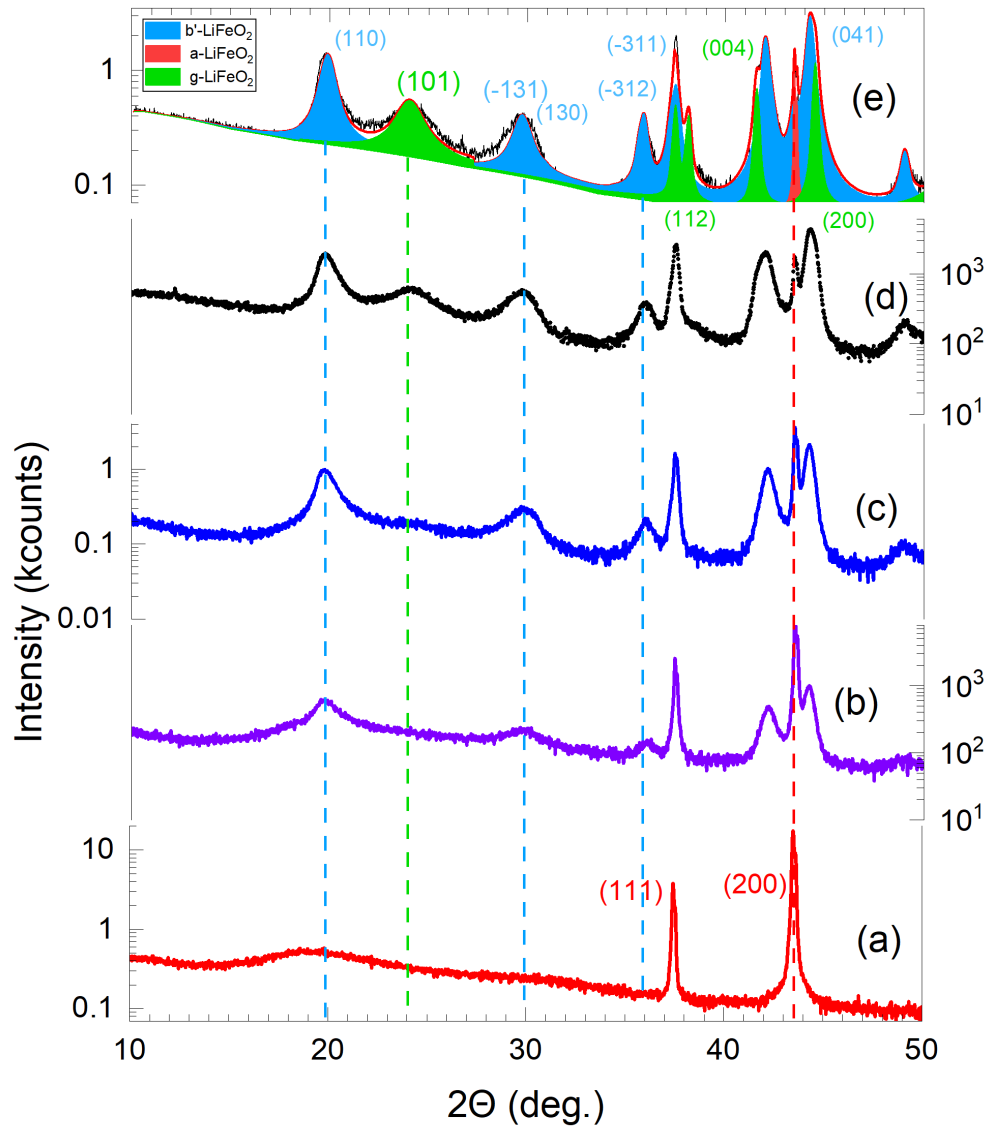 b'-LiFeO₂
a-LiFeO₂
g-LiFeO₂
(110)
(101)
(-131)
(130)
(-311)
(-312)
(004)
(041)
(e)
1
0.1
(112)
(200)
(d)
10³
10²
10¹
(c)
1
0.1
0.01
(b)
10³
10²
10¹
(111)
(200)
(a)
10
1
0.1
10 20 30 40 50
Intensity (kcounts)
2Θ (deg.)